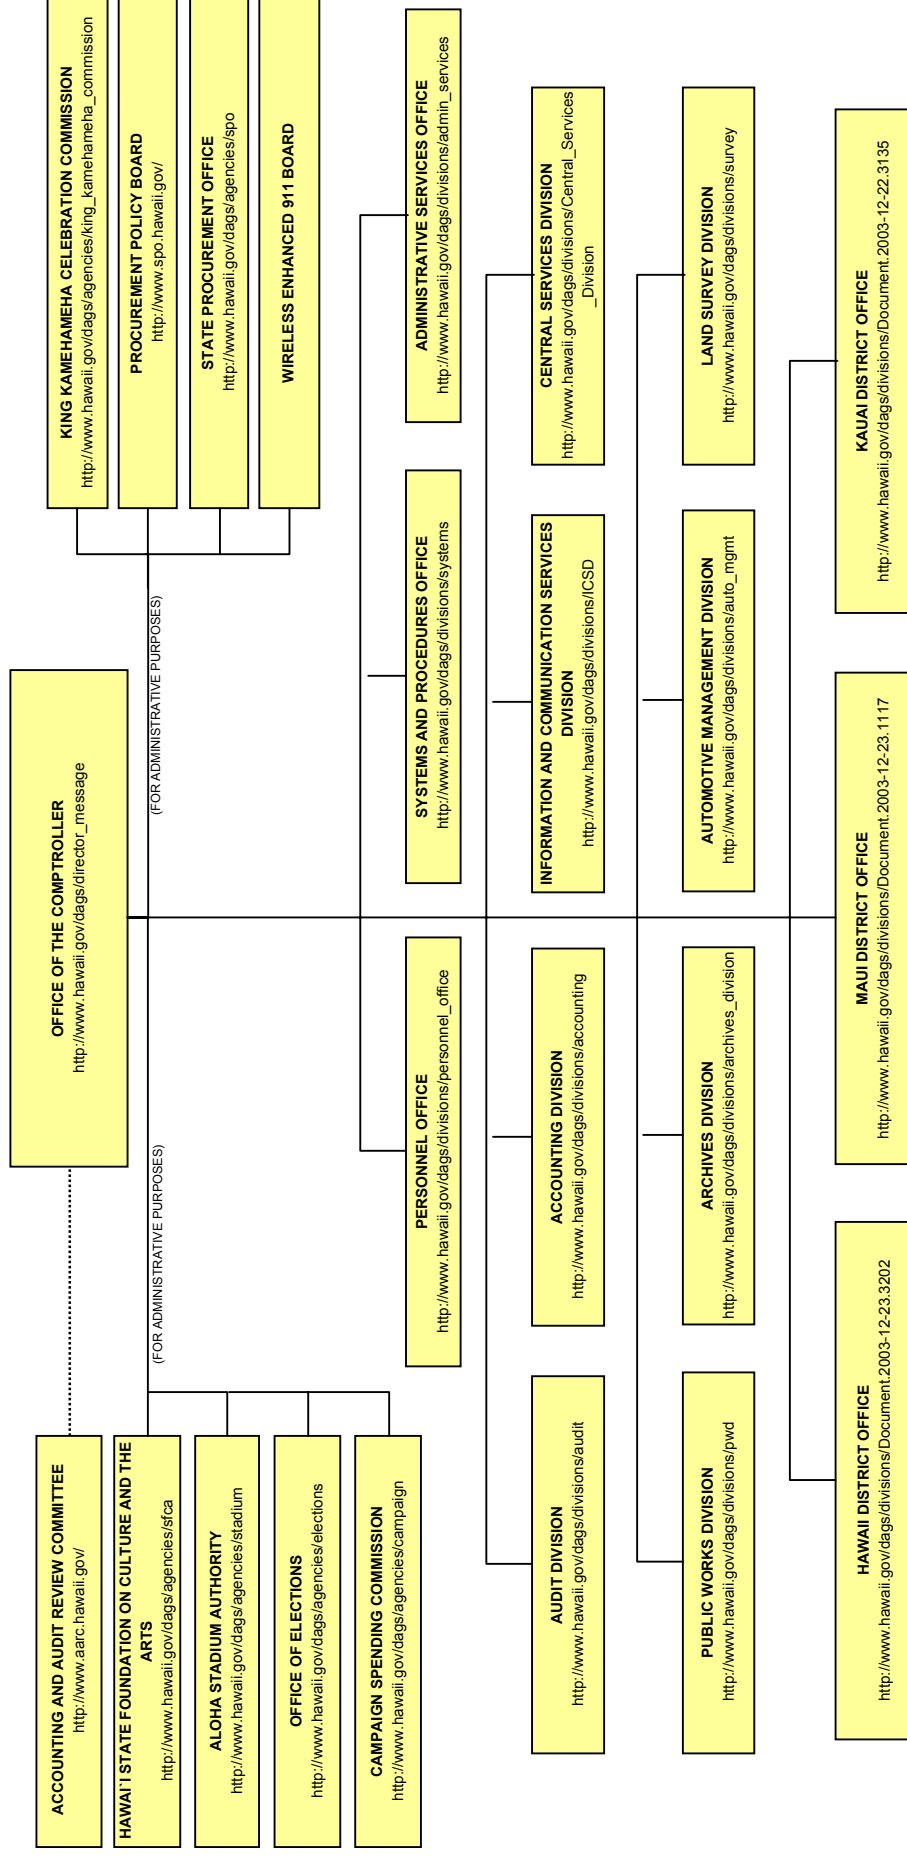 OFFICE OF THE COMPTROLLER
http://www.hawaii.gov/dags/director_message
ACCOUNTING AND AUDIT REVIEW COMMITTEE
http://www.aarc.hawaii.gov/
(FOR ADMINISTRATIVE PURPOSES)
(FOR ADMINISTRATIVE PURPOSES)
HAWAI`I STATE FOUNDATION ON CULTURE AND THE
ARTS
http://www.hawaii.gov/dags/agencies/sfca
ALOHA STADIUM AUTHORITY
http://www.hawaii.gov/dags/agencies/stadium
OFFICE OF ELECTIONS
http://www.hawaii.gov/dags/agencies/elections
CAMPAIGN SPENDING COMMISSION
http://www.hawaii.gov/dags/agencies/campaign
KING KAMEHAMEHA CELEBRATION COMMISSION
http://www.hawaii.gov/dags/agencies/king_kamehameha_commission
PROCUREMENT POLICY BOARD
http://www.spo.hawaii.gov/
STATE PROCUREMENT OFFICE
http://www.hawaii.gov/dags/agencies/spo
WIRELESS ENHANCED 911 BOARD
PERSONNEL OFFICE
http://www.hawaii.gov/dags/divisions/personnel_office
SYSTEMS AND PROCEDURES OFFICE
http://www.hawaii.gov/dags/divisions/systems
ADMINISTRATIVE SERVICES OFFICE
http://www.hawaii.gov/dags/divisions/admin_services
AUDIT DIVISION
http://www.hawaii.gov/dags/divisions/audit
ACCOUNTING DIVISION
http://www.hawaii.gov/dags/divisions/accounting
INFORMATION AND COMMUNICATION SERVICES
DIVISION
http://www.hawaii.gov/dags/divisions/ICSD
CENTRAL SERVICES DIVISION
http://www.hawaii.gov/dags/divisions/Central_Services
_Division
PUBLIC WORKS DIVISION
http://www.hawaii.gov/dags/divisions/pwd
ARCHIVES DIVISION
http://www.hawaii.gov/dags/divisions/archives_division
AUTOMOTIVE MANAGEMENT DIVISION
http://www.hawaii.gov/dags/divisions/auto_mgmt
LAND SURVEY DIVISION
http://www.hawaii.gov/dags/divisions/survey
HAWAII DISTRICT OFFICE
http://www.hawaii.gov/dags/divisions/Document.2003-12-23.3202
MAUI DISTRICT OFFICE
http://www.hawaii.gov/dags/divisions/Document.2003-12-23.1117
KAUAI DISTRICT OFFICE
http://www.hawaii.gov/dags/divisions/Document.2003-12-22.3135